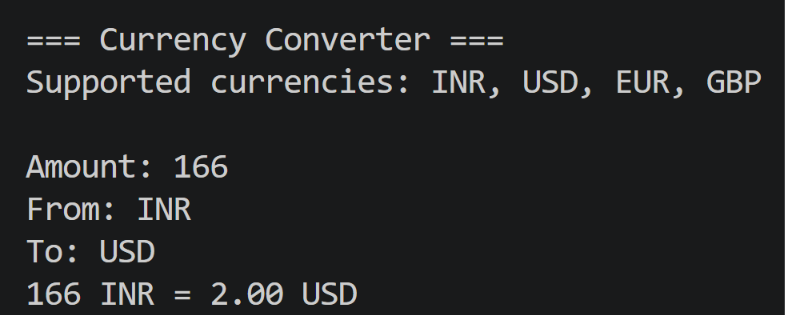 === Currency Converter ===
Supported currencies: INR, USD, EUR, GBP
Amount: 166
From: INR
To: USD
166 INR = 2.00 USD